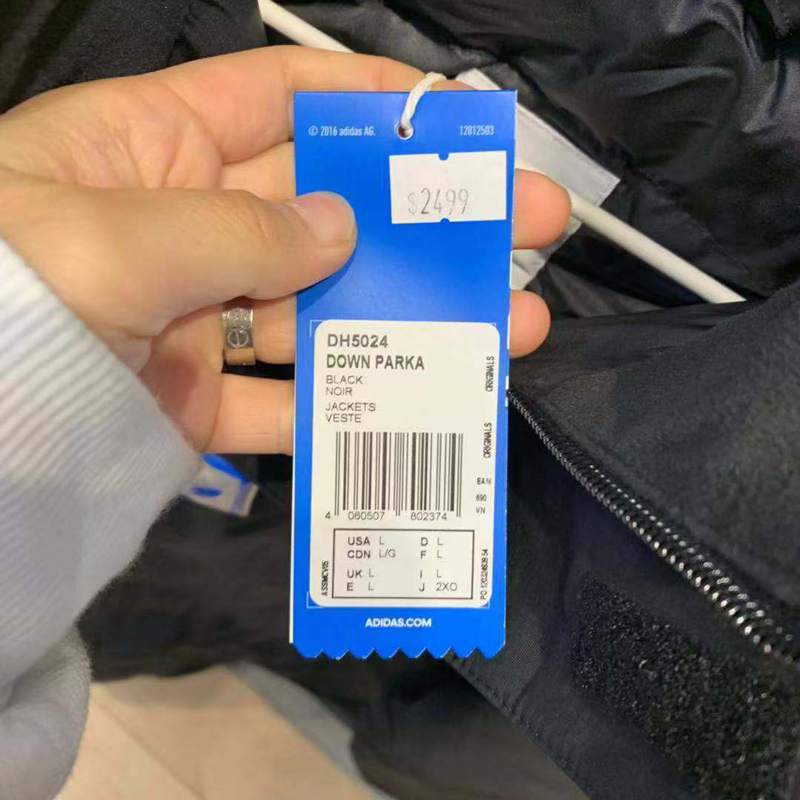 © 2016 adidas AG.
12012503
$2499
DH5024
DOWN PARKA
BLACK
NOIR
JACKETS
VESTE
ORIGINALS
ORIGINALS
EAN
690
VN
4 060507 802374
USA L D L
CDN L/G F L
UK L I L
E L J 2XO
ADIDAS.COM